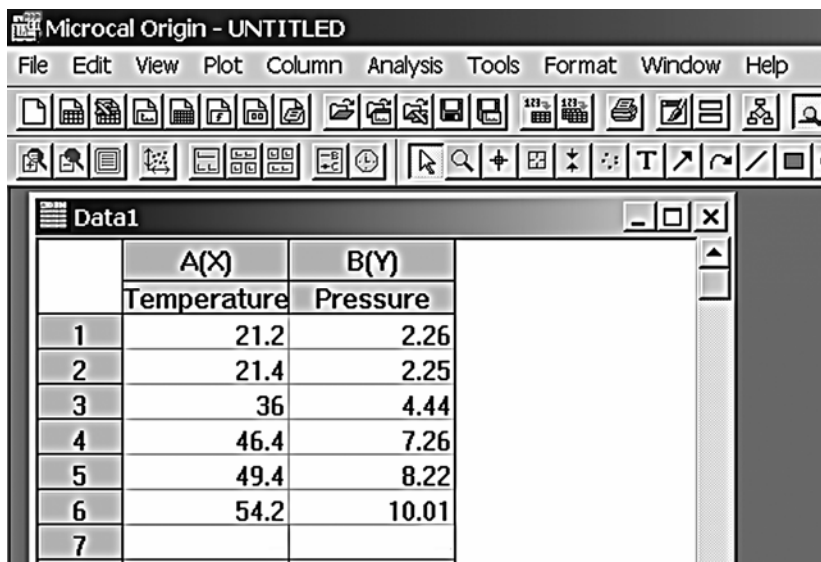 Microcal Origin - UNTITLED
File Edit View Plot Column Analysis Tools Format Window Help
Data1
A(X) B(Y)
Temperature Pressure
1 21.2 2.26
2 21.4 2.25
3 36 4.44
4 46.4 7.26
5 49.4 8.22
6 54.2 10.01
7